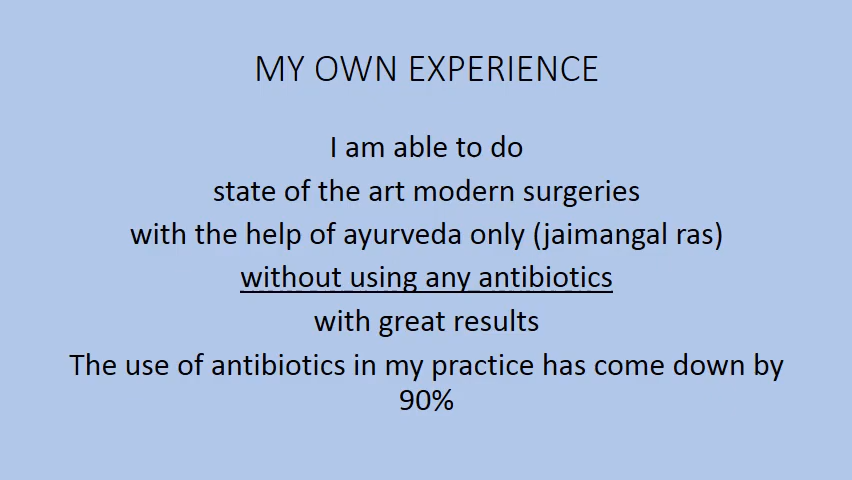 MY OWN EXPERIENCE
I am able to do
state of the art modern surgeries
with the help of ayurveda only (jaimangal ras)
without using any antibiotics
with great results
The use of antibiotics in my practice has come down by
90%